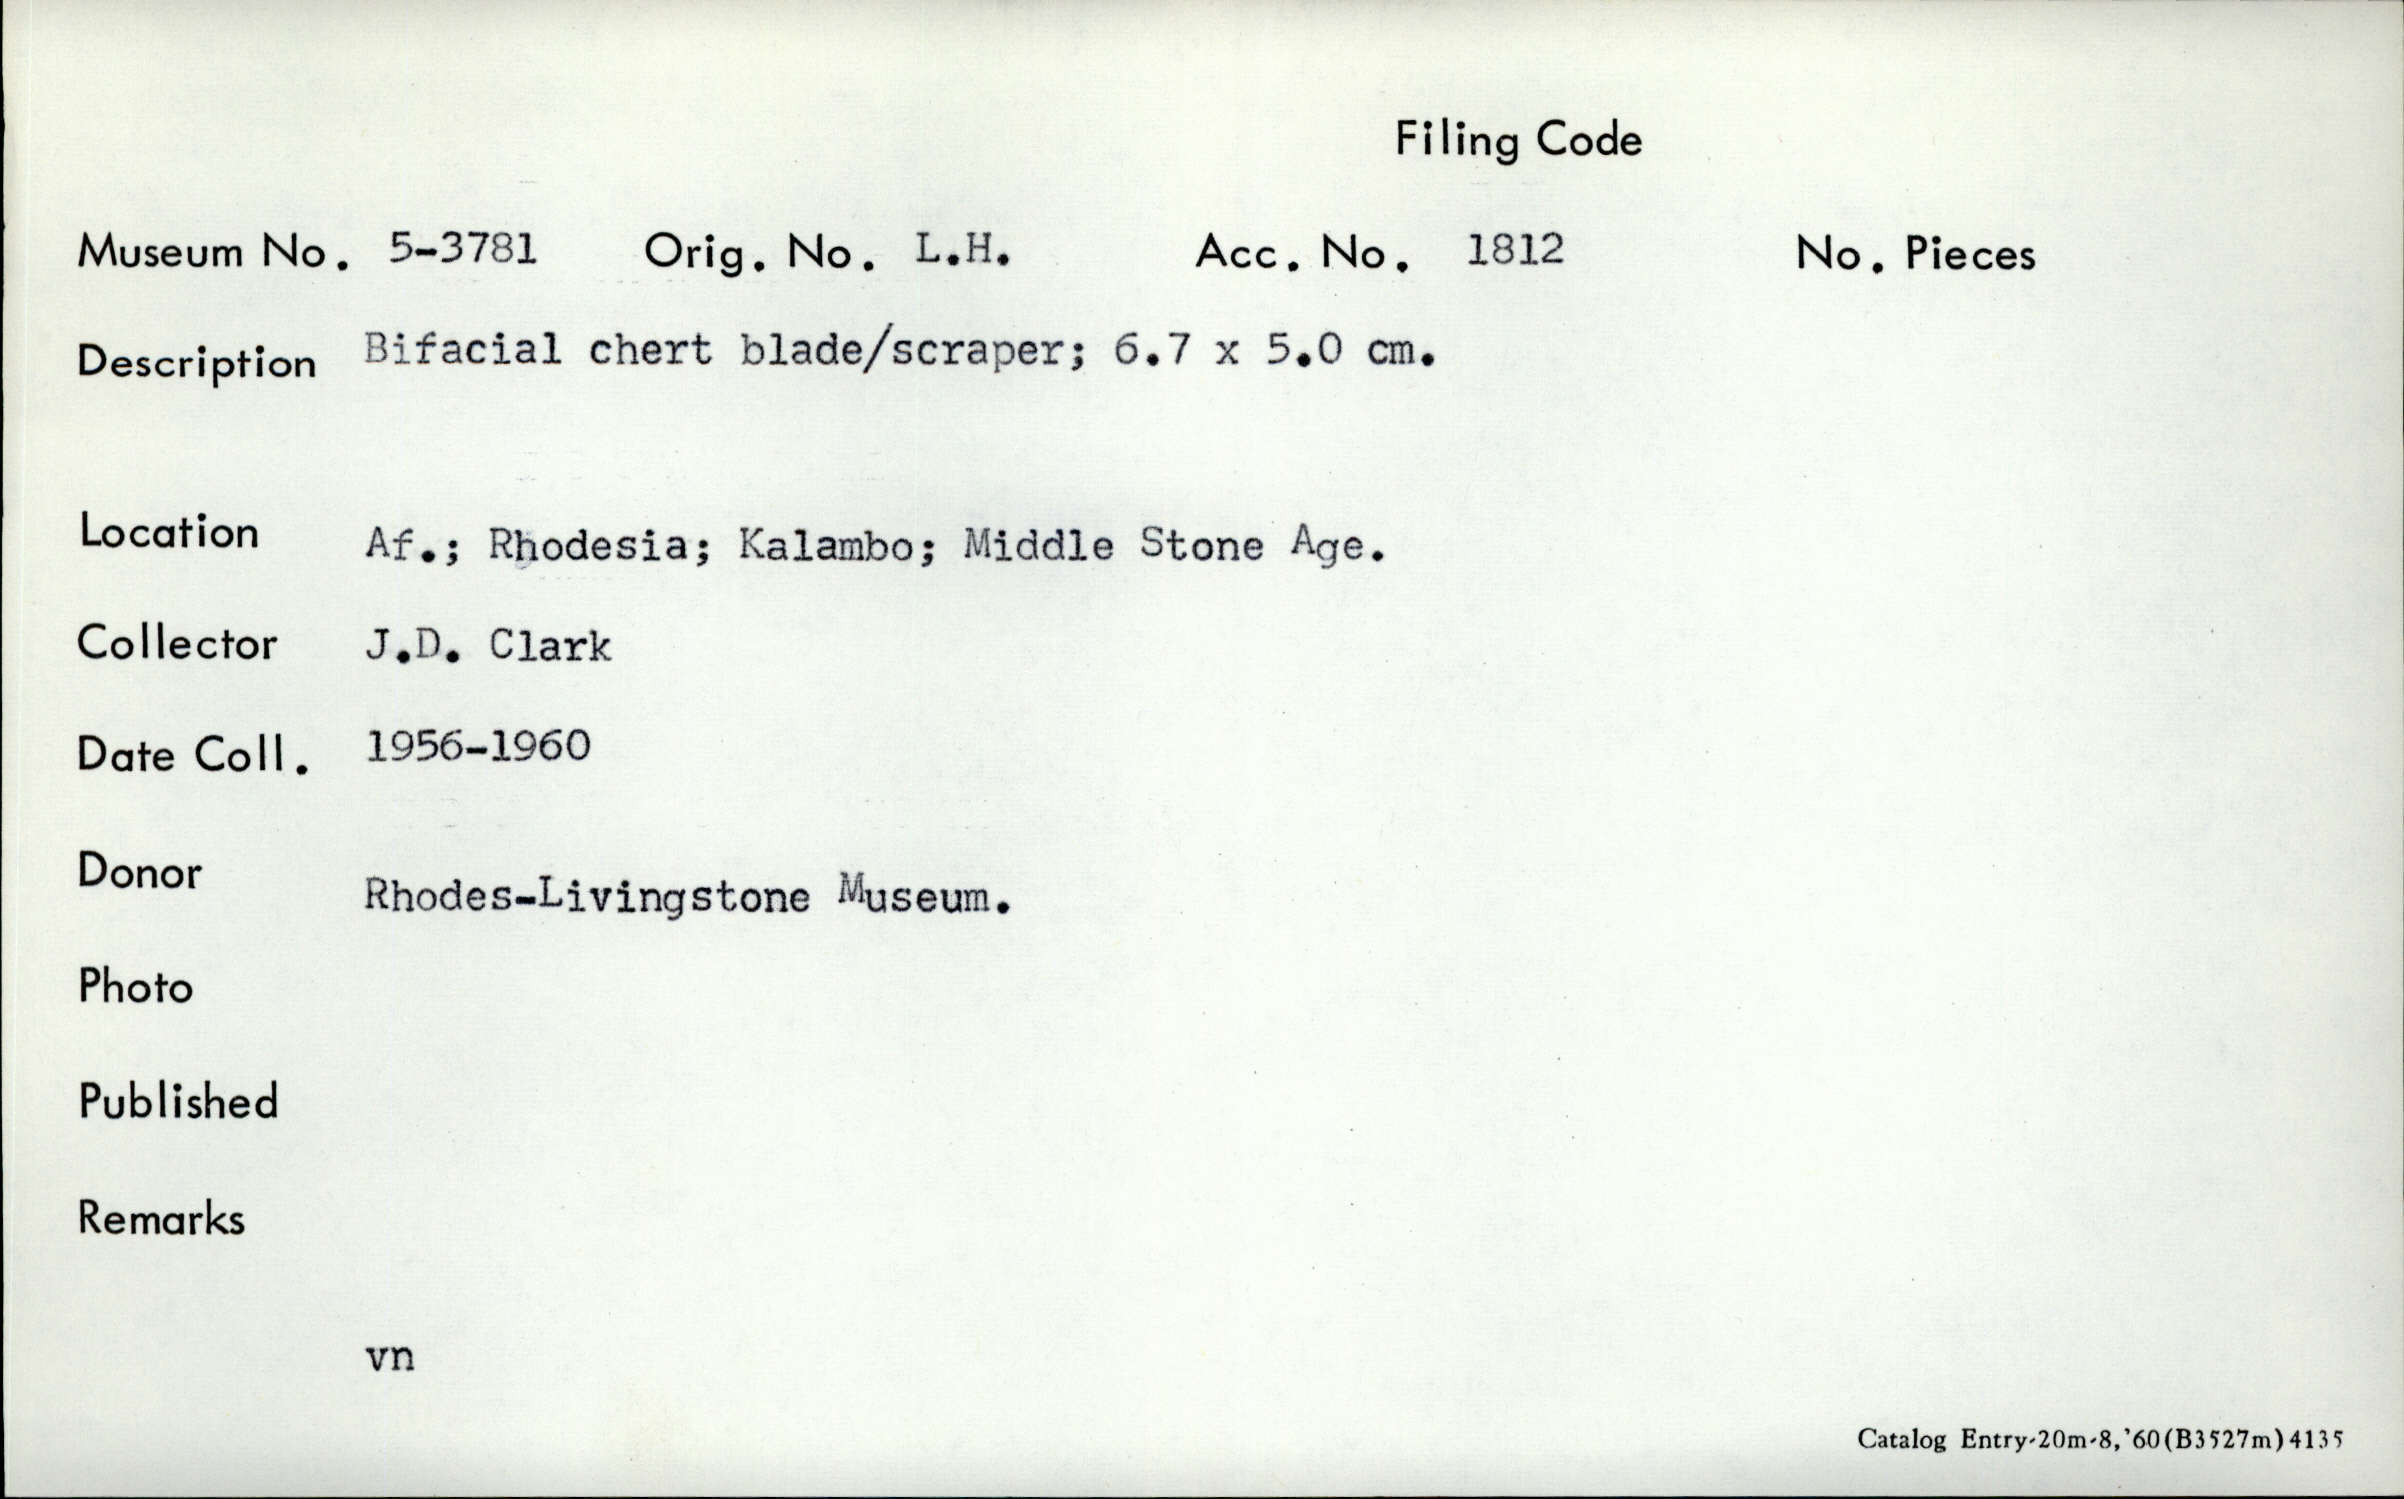 Filing Code
Museum No. 5-3781 Orig. No. L.H. Acc. No. 1812 No. Pieces
Description Bifacial chert blade/scraper; 6.7 x 5.0 cm.
Location Af.; Rhodesia; Kalambo; Middle Stone Age.
Collector J.D. Clark
Date Coll. 1956-1960
Donor Rhodes-Livingstone Museum.
Photo
Published
Remarks
vn
Catalog Entry-20m-8,'60(B3527m)4135